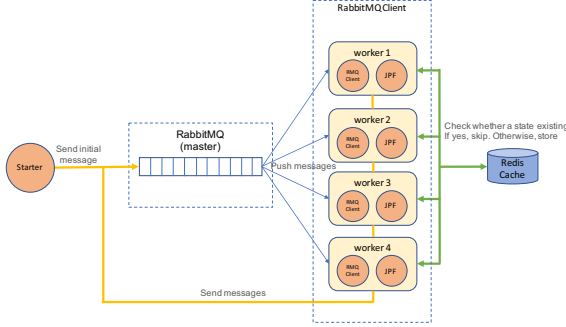 RabbitMQClient
worker 1
RMQ
Client
JPF
worker 2
RMQ
Client
JPF
Check whether a state existing
If yes, skip. Otherwise, store
RabbitMQ
(master)
Send initial
message
Starter
Push messages
Redis
Cache
worker 3
RMQ
Client
JPF
worker 4
RMQ
Client
JPF
Send messages